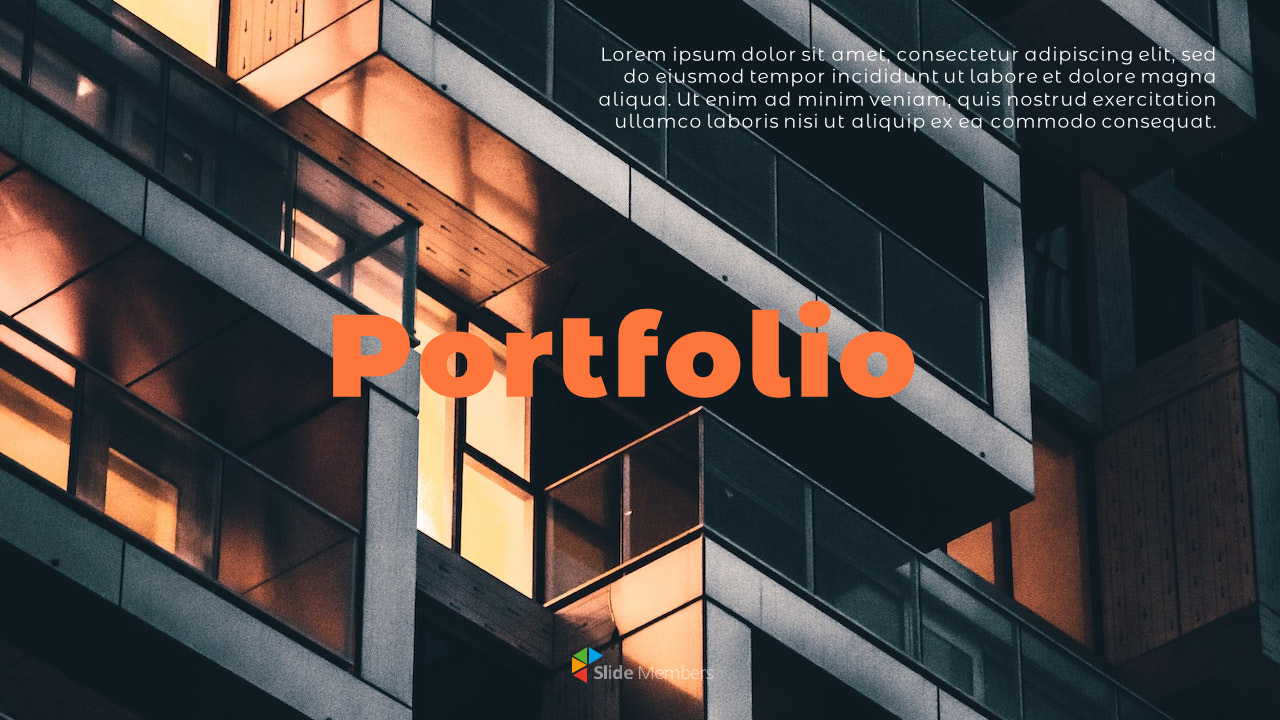 Lorem ipsum dolor sit amet, consectetur adipiscing elit, sed
do eiusmod tempor incididunt ut labore et dolore magna
aliqua. Ut enim ad minim veniam, quis nostrud exercitation
ullamco laboris nisi ut aliquip ex ea commodo consequat.
Portfolio
Slide Members